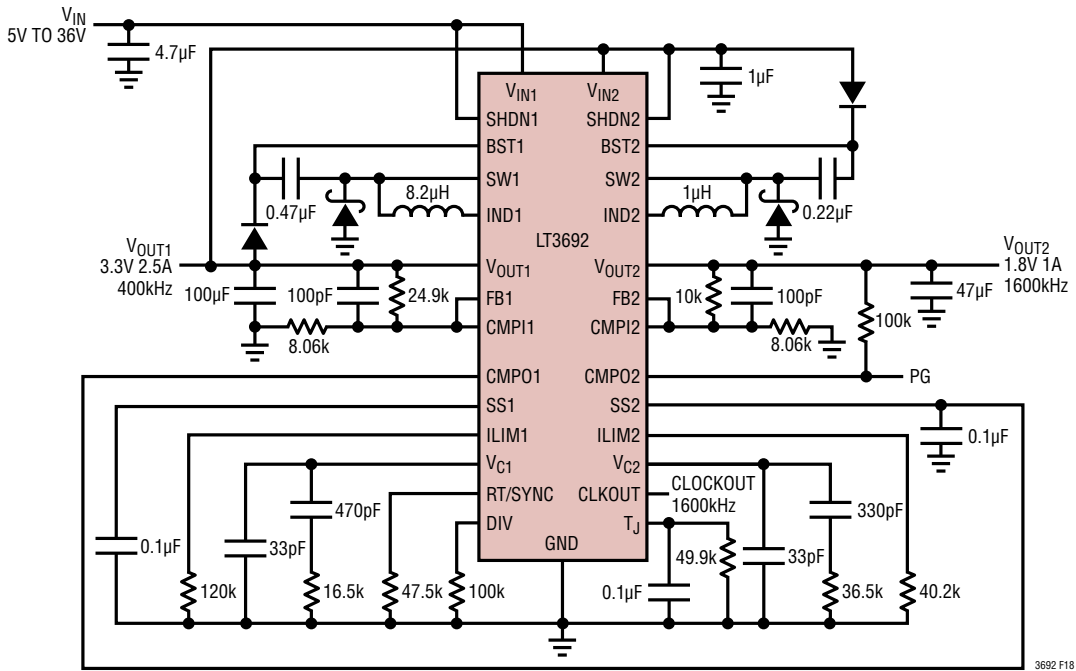 VIN
5V TO 36V
4.7µF
1µF
VIN1
VIN2
SHDN1
SHDN2
BST1
BST2
SW1
SW2
0.47µF
8.2µH
1µH
0.22µF
IND1
IND2
LT3692
VOUT1
3.3V 2.5A
400kHz
VOUT1
VOUT2
VOUT2
1.8V 1A
1600kHz
100µF
100pF
24.9k
FB1
FB2
10k
100pF
47µF
CMPI1
CMPI2
8.06k
8.06k
100k
CMPO1
CMPO2
PG
SS1
SS2
0.1µF
ILIM1
ILIM2
VC1
VC2
RT/SYNC
CLKOUT
CLOCKOUT
1600kHz
470pF
330pF
DIV
TJ
GND
0.1µF
33pF
49.9k
33pF
120k
16.5k
47.5k
100k
0.1µF
36.5k
40.2k
3692 F18